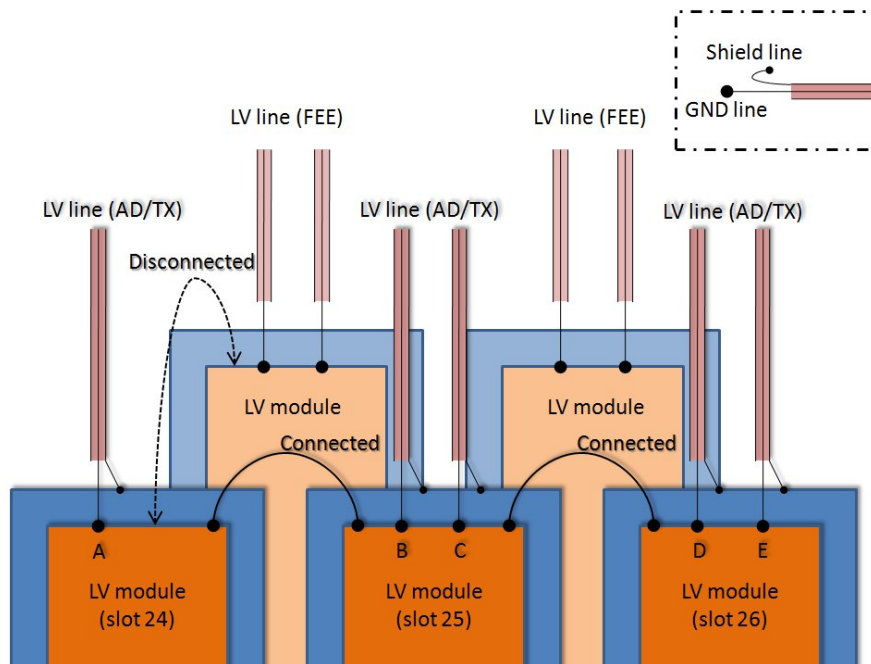 Shield line
GND line
LV line (FEE)
LV line (FEE)
LV line (AD/TX)
LV line (AD/TX)
LV line (AD/TX)
Disconnected
LV module
LV module
Connected
Connected
A
B
C
D
E
LV module
(slot 24)
LV module
(slot 25)
LV module
(slot 26)